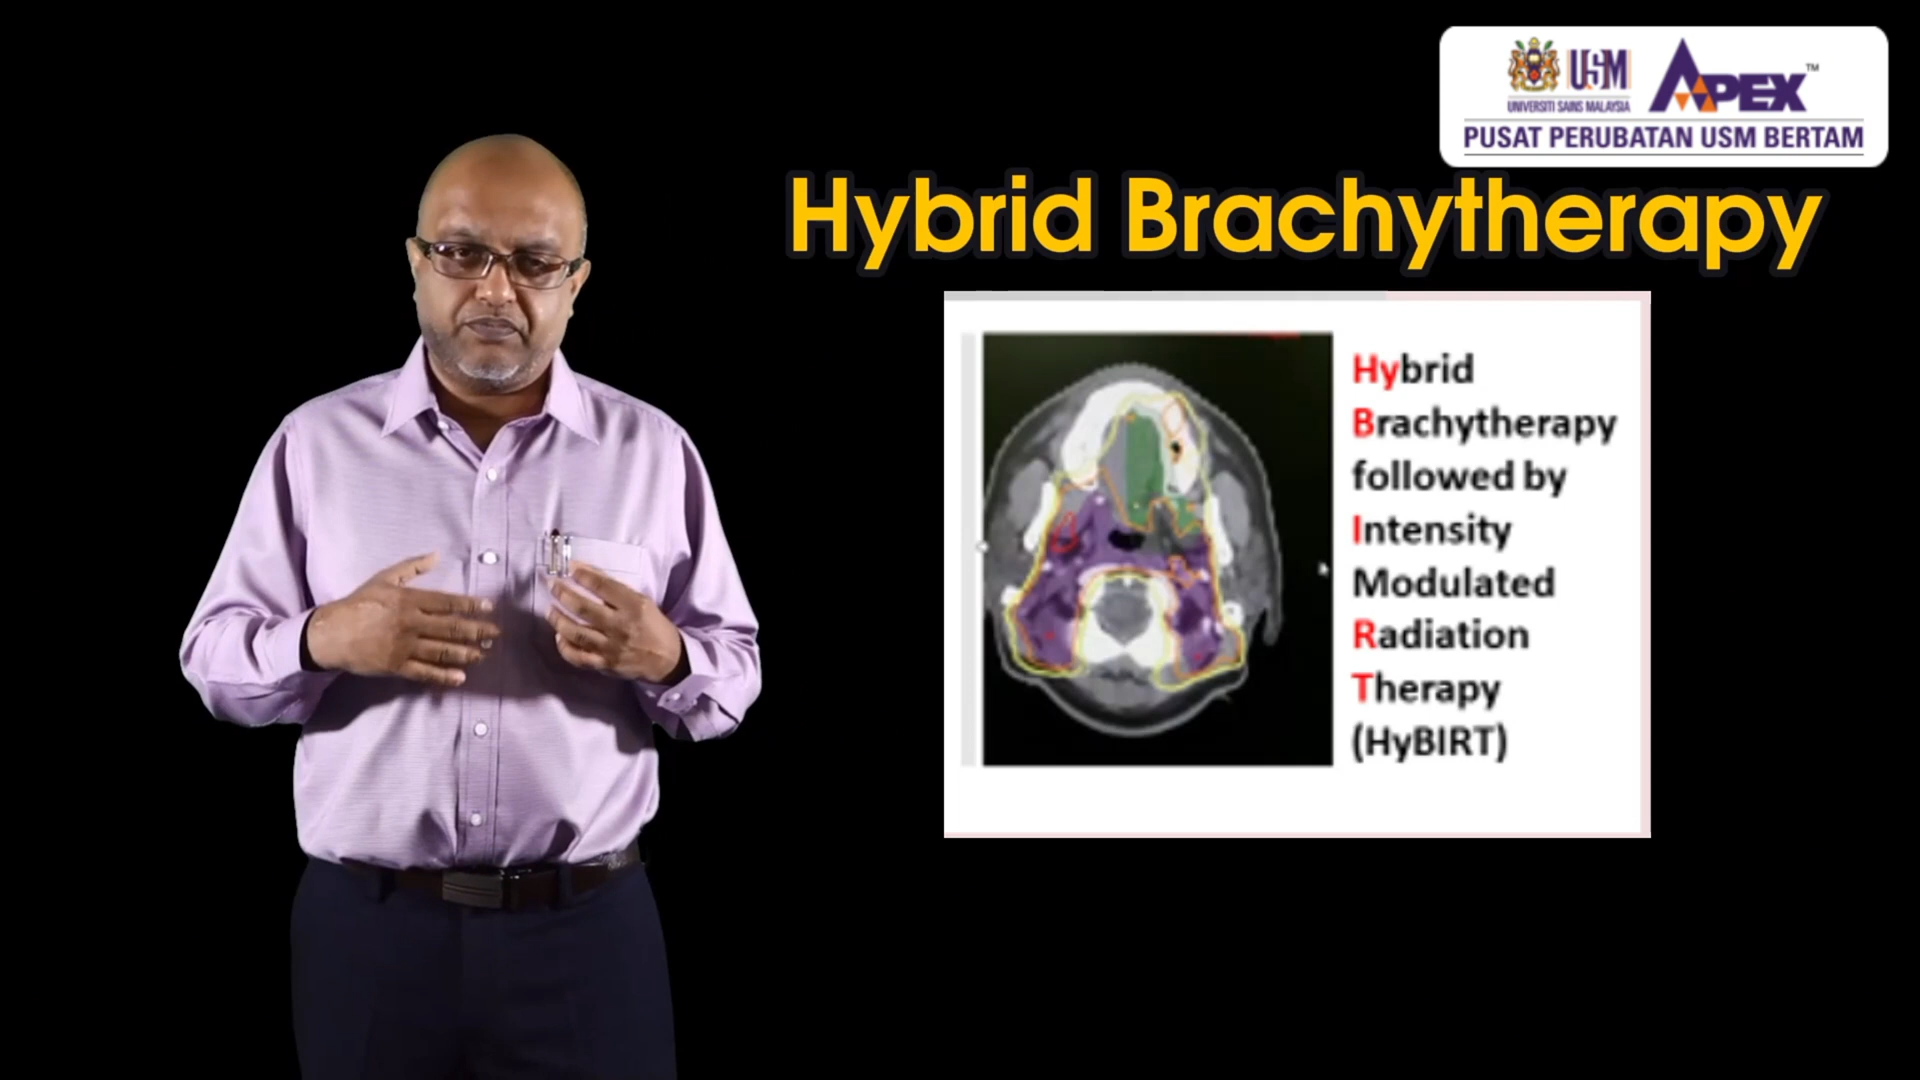 USM
UNIVERSITI SAINS MALAYSIA
APEX™
PUSAT PERUBATAN USM BERTAM
Hybrid Brachytherapy
Hybrid
Brachytherapy
followed by
Intensity
Modulated
Radiation
Therapy
(HyBIRT)